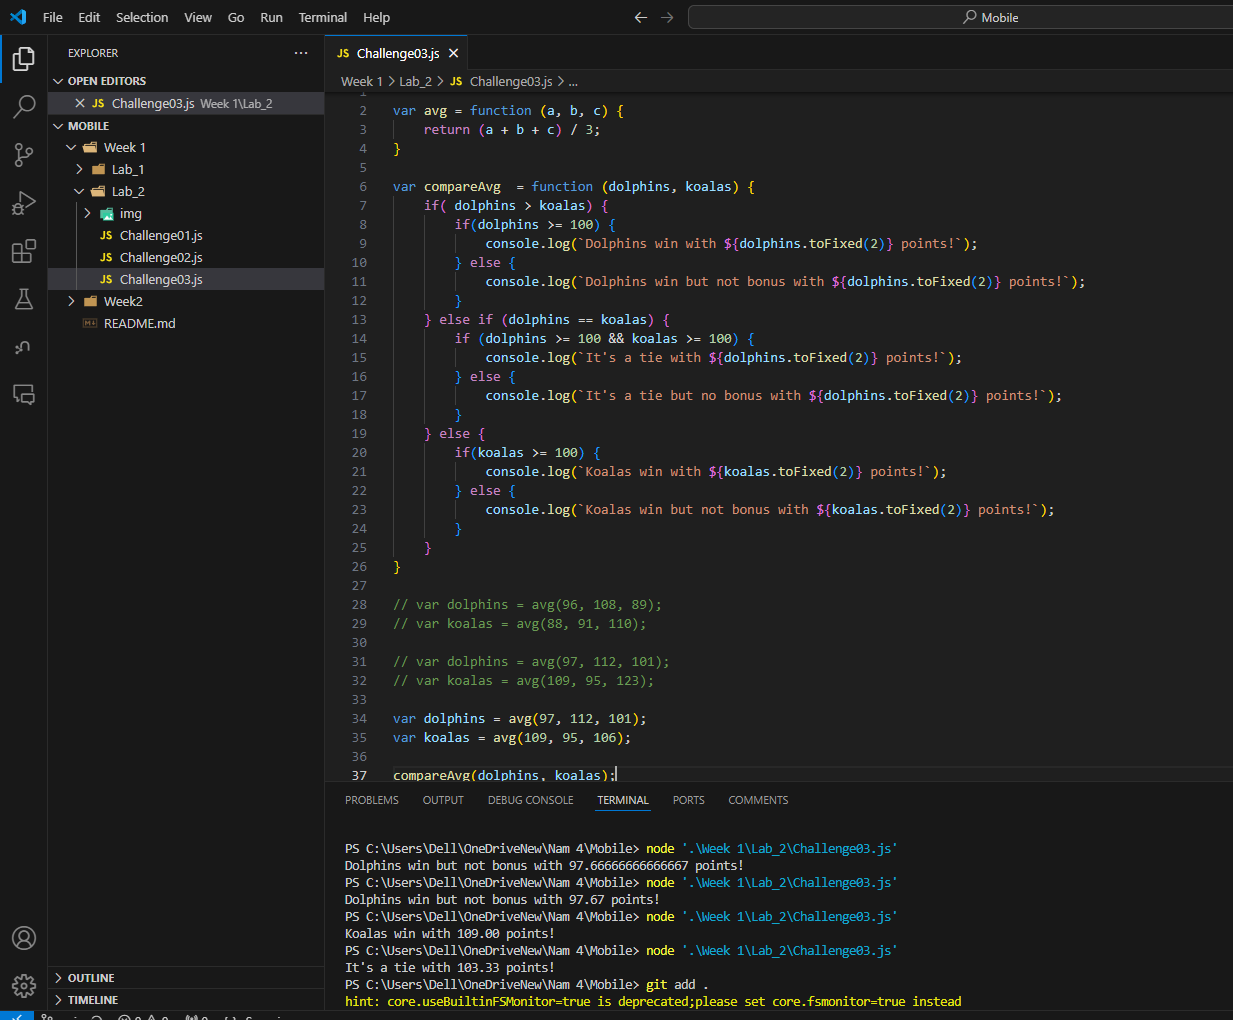 File Edit Selection View Go Run Terminal Help
Mobile
EXPLORER
JS Challenge03.js
OPEN EDITORS
Week 1 > Lab_2 > JS Challenge03.js > ...
JS Challenge03.js Week 1\Lab_2
MOBILE
Week 1
Lab_1
Lab_2
img
JS Challenge01.js
JS Challenge02.js
JS Challenge03.js
Week2
README.md
OUTLINE
TIMELINE
1
2 var avg = function (a, b, c) {
3 return (a + b + c) / 3;
4 }
5
6 var compareAvg  = function (dolphins, koalas) {
7 if( dolphins > koalas) {
8 if(dolphins >= 100) {
9 console.log(`Dolphins win with ${dolphins.toFixed(2)} points!`);
10 } else {
11 console.log(`Dolphins win but not bonus with ${dolphins.toFixed(2)} points!`);
12 }
13 } else if (dolphins == koalas) {
14 if (dolphins >= 100 && koalas >= 100) {
15 console.log(`It's a tie with ${dolphins.toFixed(2)} points!`);
16 } else {
17 console.log(`It's a tie but no bonus with ${dolphins.toFixed(2)} points!`);
18 }
19 } else {
20 if(koalas >= 100) {
21 console.log(`Koalas win with ${koalas.toFixed(2)} points!`);
22 } else {
23 console.log(`Koalas win but not bonus with ${koalas.toFixed(2)} points!`);
24 }
25 }
26 }
27
28 // var dolphins = avg(96, 108, 89);
29 // var koalas = avg(88, 91, 110);
30
31 // var dolphins = avg(97, 112, 101);
32 // var koalas = avg(109, 95, 123);
33
34 var dolphins = avg(97, 112, 101);
35 var koalas = avg(109, 95, 106);
36
37 compareAvg(dolphins, koalas);
PROBLEMS OUTPUT DEBUG CONSOLE TERMINAL PORTS COMMENTS
PS C:\Users\Dell\OneDriveNew\Nam 4\Mobile> node '.\Week 1\Lab_2\Challenge03.js'
Dolphins win but not bonus with 97.66666666666667 points!
PS C:\Users\Dell\OneDriveNew\Nam 4\Mobile> node '.\Week 1\Lab_2\Challenge03.js'
Dolphins win but not bonus with 97.67 points!
PS C:\Users\Dell\OneDriveNew\Nam 4\Mobile> node '.\Week 1\Lab_2\Challenge03.js'
Koalas win with 109.00 points!
PS C:\Users\Dell\OneDriveNew\Nam 4\Mobile> node '.\Week 1\Lab_2\Challenge03.js'
It's a tie with 103.33 points!
PS C:\Users\Dell\OneDriveNew\Nam 4\Mobile> git add .
hint: core.useBuiltinFSMonitor=true is deprecated;please set core.fsmonitor=true instead